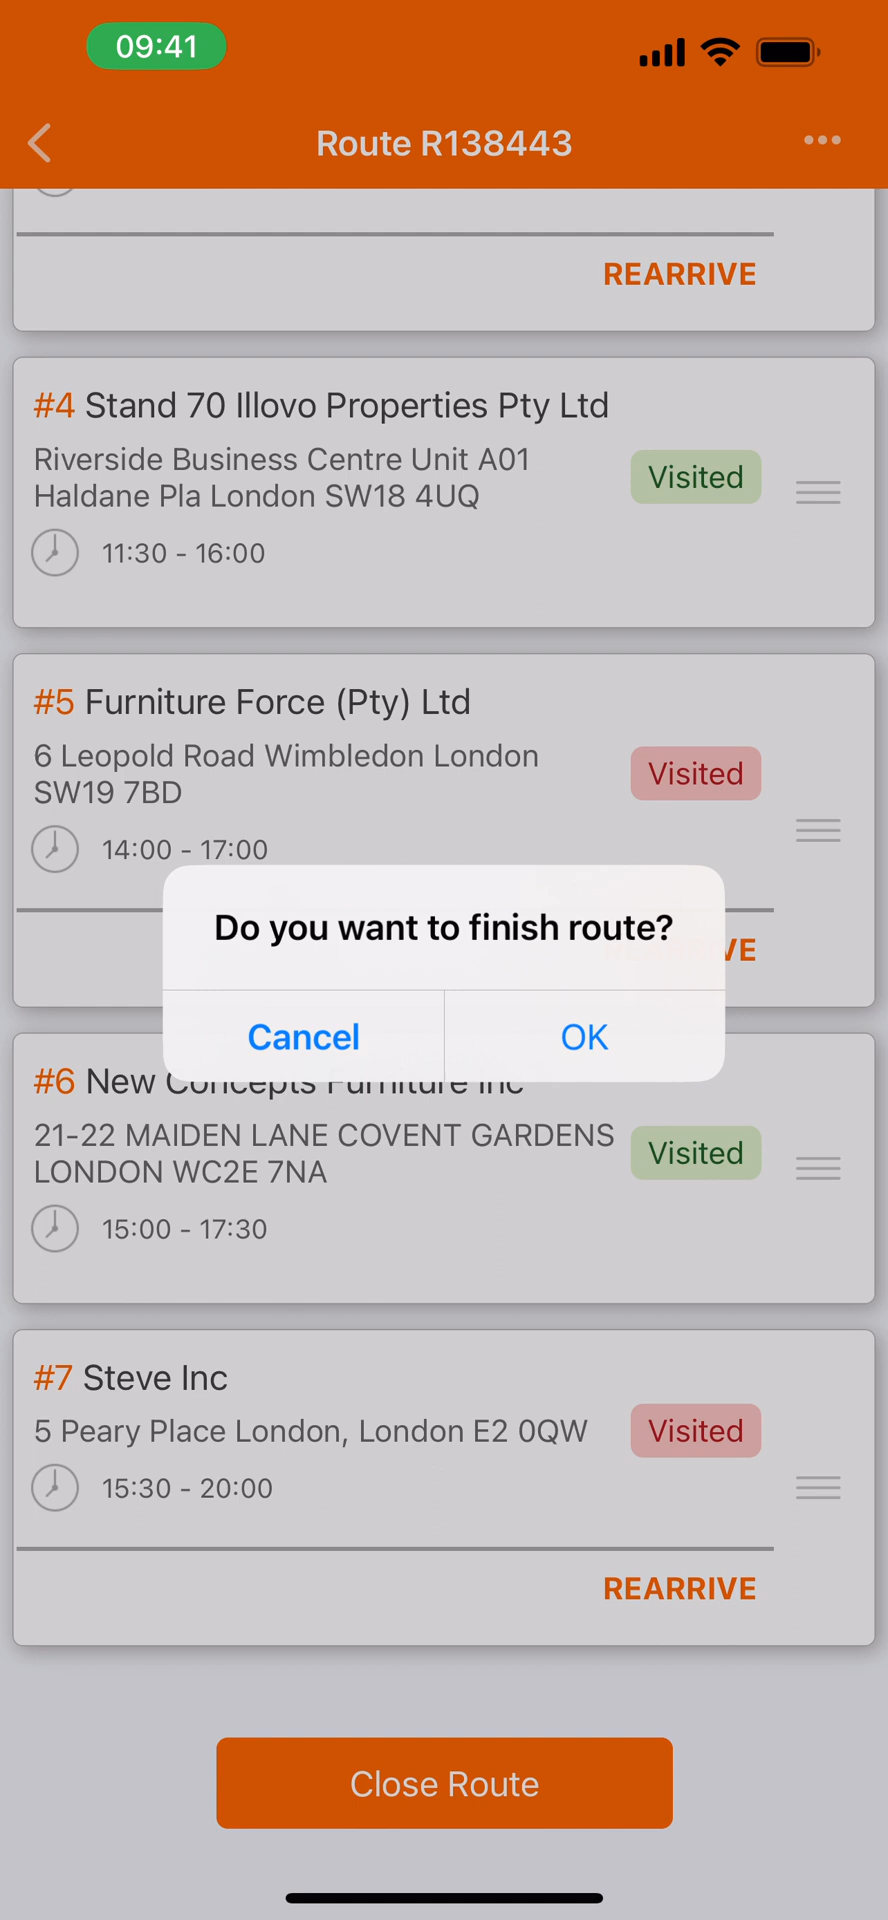 09:41
Route R138443
REARRIVE
#4 Stand 70 Illovo Properties Pty Ltd
Riverside Business Centre Unit A01
Haldane Pla London SW18 4UQ
Visited
11:30 - 16:00
#5 Furniture Force (Pty) Ltd
6 Leopold Road Wimbledon London
SW19 7BD
Visited
14:00 - 17:00
Do you want to finish route?
Cancel
OK
#6 New Concepts Furniture Inc
21-22 MAIDEN LANE COVENT GARDENS
LONDON WC2E 7NA
Visited
15:00 - 17:30
#7 Steve Inc
5 Peary Place London, London E2 0QW
Visited
15:30 - 20:00
REARRIVE
Close Route